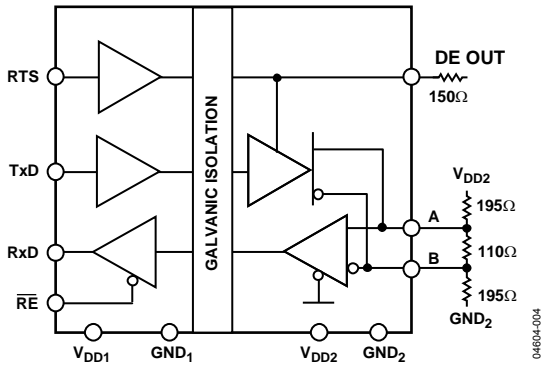 DE OUT
RTS
150Ω
GALVANIC ISOLATION
TxD
VDD2
195Ω
A
110Ω
RxD
B
195Ω
RE
GND2
VDD1
GND1
VDD2
GND2
04604-004